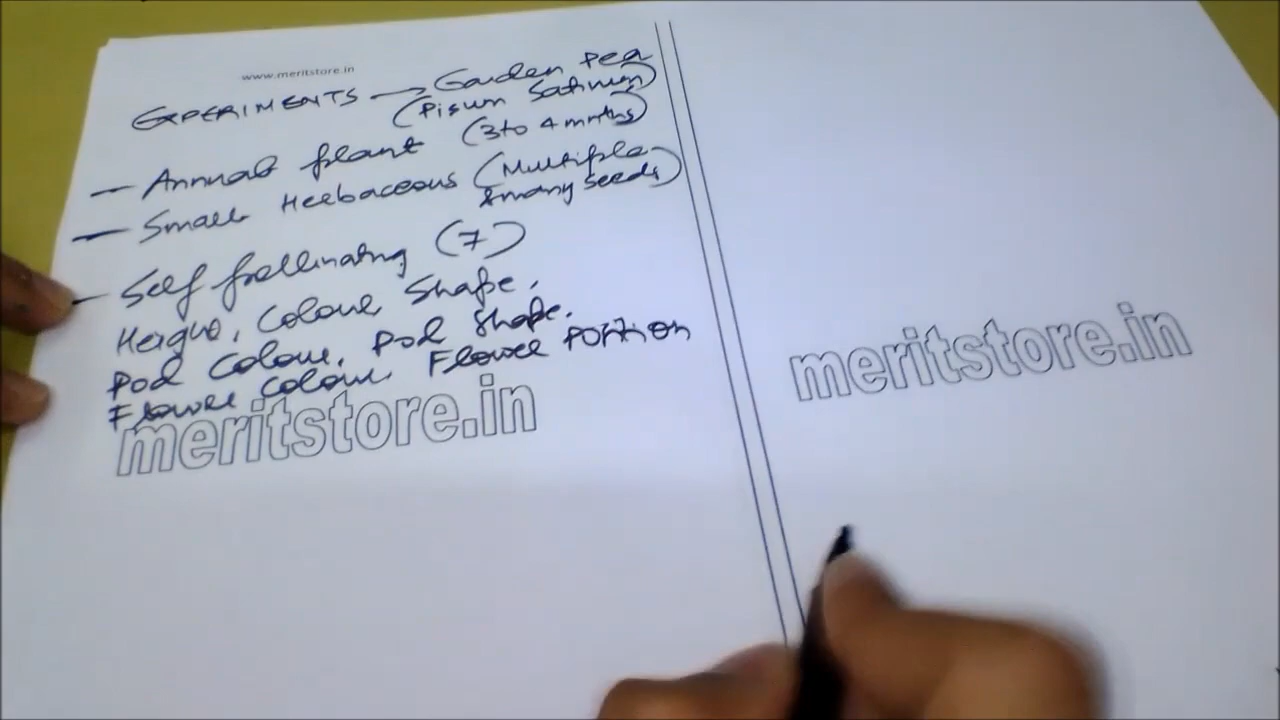 www.meritstore.in
EXPERIMENTS → Garden Pea
(Pisum Sativum)
— Annual plant (3 to 4 months)
— Small Herbaceous (Multiple
& many seeds)
— Self pollinating (7)
Height, Colour, Shape,
Pod Colour, Pod Shape,
Flower Colour, Flower Position
meritstore.in
meritstore.in